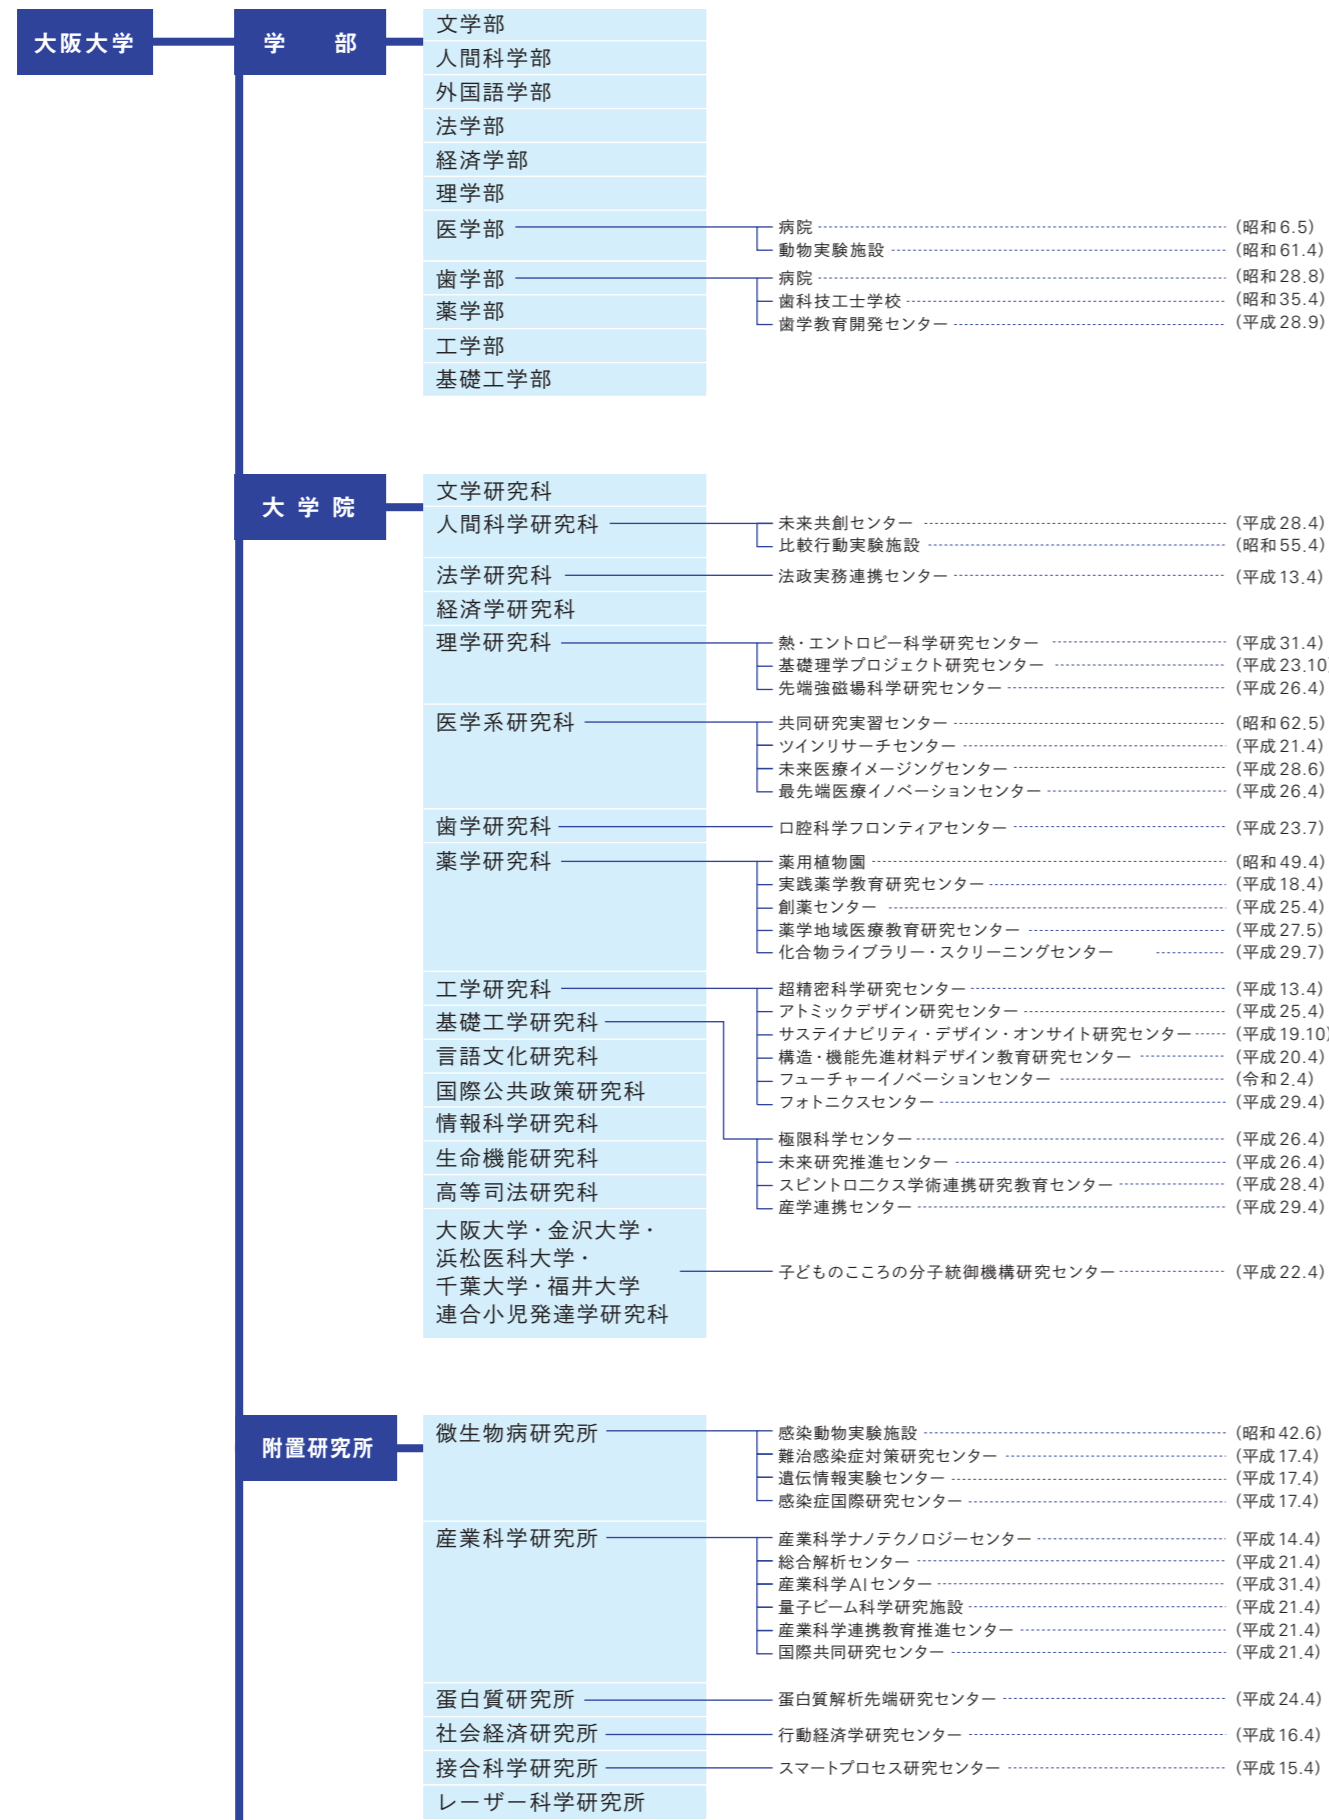 大阪大学
学 部
文学部
人間科学部
外国語学部
法学部
経済学部
理学部
医学部
病院 (昭和6.5)
動物実験施設 (昭和61.4)
歯学部
病院 (昭和28.8)
歯科技工士学校 (昭和35.4)
歯学教育開発センター (平成28.9)
薬学部
工学部
基礎工学部
大学院
文学研究科
人間科学研究科
未来共創センター (平成28.4)
比較行動実験施設 (昭和55.4)
法学研究科
法政実務連携センター (平成13.4)
経済学研究科
理学研究科
熱・エントロピー科学研究センター (平成31.4)
基礎理学プロジェクト研究センター (平成23.10)
先端強磁場科学研究センター (平成26.4)
医学系研究科
共同研究実習センター (昭和62.5)
ツインリサーチセンター (平成21.4)
未来医療イメージングセンター (平成28.6)
最先端医療イノベーションセンター (平成26.4)
歯学研究科
口腔科学フロンティアセンター (平成23.7)
薬学研究科
薬用植物園 (昭和49.4)
実践薬学教育研究センター (平成18.4)
創薬センター (平成25.4)
薬学地域医療教育研究センター (平成27.5)
化合物ライブラリー・スクリーニングセンター (平成29.7)
工学研究科
超精密科学研究センター (平成13.4)
アトミックデザイン研究センター (平成25.4)
サステイナビリティ・デザイン・オンサイト研究センター (平成19.10)
構造・機能先進材料デザイン教育研究センター (平成20.4)
フューチャーイノベーションセンター (令和2.4)
フォトニクスセンター (平成29.4)
基礎工学研究科
極限科学センター (平成26.4)
未来研究推進センター (平成26.4)
スピントロニクス学術連携研究教育センター (平成28.4)
産学連携センター (平成29.4)
言語文化研究科
国際公共政策研究科
情報科学研究科
生命機能研究科
高等司法研究科
大阪大学・金沢大学・
浜松医科大学・
千葉大学・福井大学
連合小児発達学研究科
子どものこころの分子統御機構研究センター (平成22.4)
附置研究所
微生物病研究所
感染動物実験施設 (昭和42.6)
難治感染症対策研究センター (平成17.4)
遺伝情報実験センター (平成17.4)
感染症国際研究センター (平成17.4)
産業科学研究所
産業科学ナノテクノロジーセンター (平成14.4)
総合解析センター (平成21.4)
産業科学AIセンター (平成31.4)
量子ビーム科学研究施設 (平成21.4)
産業科学連携教育推進センター (平成21.4)
国際共同研究センター (平成21.4)
蛋白質研究所
蛋白質解析先端研究センター (平成24.4)
社会経済研究所
行動経済学研究センター (平成16.4)
接合科学研究所
スマートプロセス研究センター (平成15.4)
レーザー科学研究所